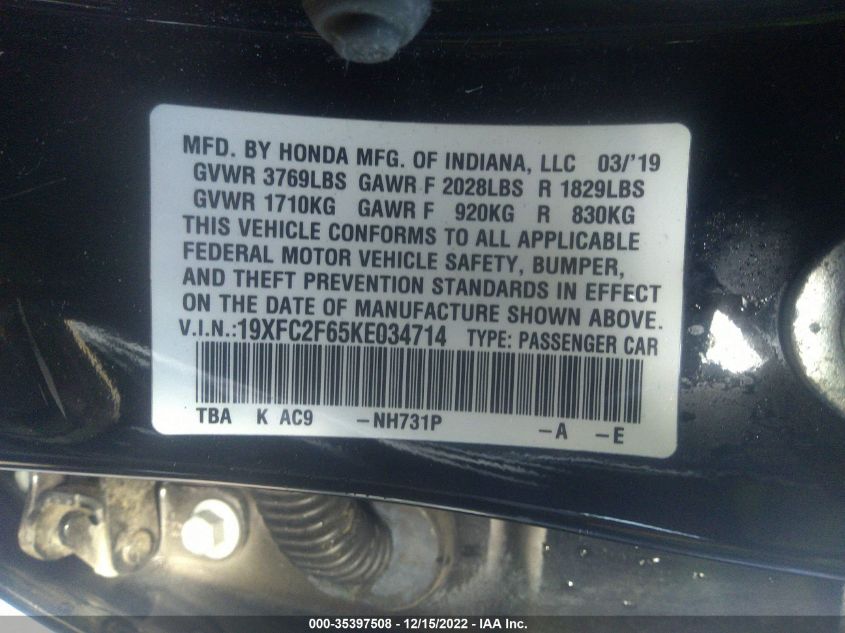 MFD. BY HONDA MFG. OF INDIANA, LLC 03/'19
GVWR 3769LBS GAWR F 2028LBS R 1829LBS
GVWR 1710KG GAWR F 920KG R 830KG
THIS VEHICLE CONFORMS TO ALL APPLICABLE
FEDERAL MOTOR VEHICLE SAFETY, BUMPER,
AND THEFT PREVENTION STANDARDS IN EFFECT
ON THE DATE OF MANUFACTURE SHOWN ABOVE.
V.I.N.:19XFC2F65KE034714 TYPE: PASSENGER CAR
TBA K AC9 –NH731P –A –E
000-35397508 - 12/15/2022 - IAA Inc.